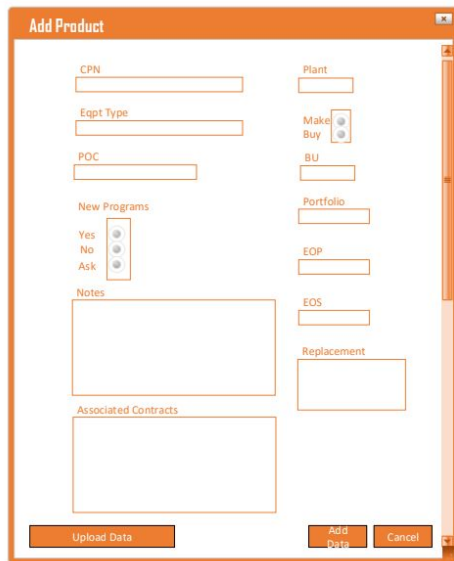 Add Product
CPN
Plant
Eqpt Type
Make
Buy
POC
BU
New Programs
Portfolio
Yes
No
Ask
EOP
Notes
EOS
Replacement
Associated Contracts
Upload Data
Add
Data
Cancel